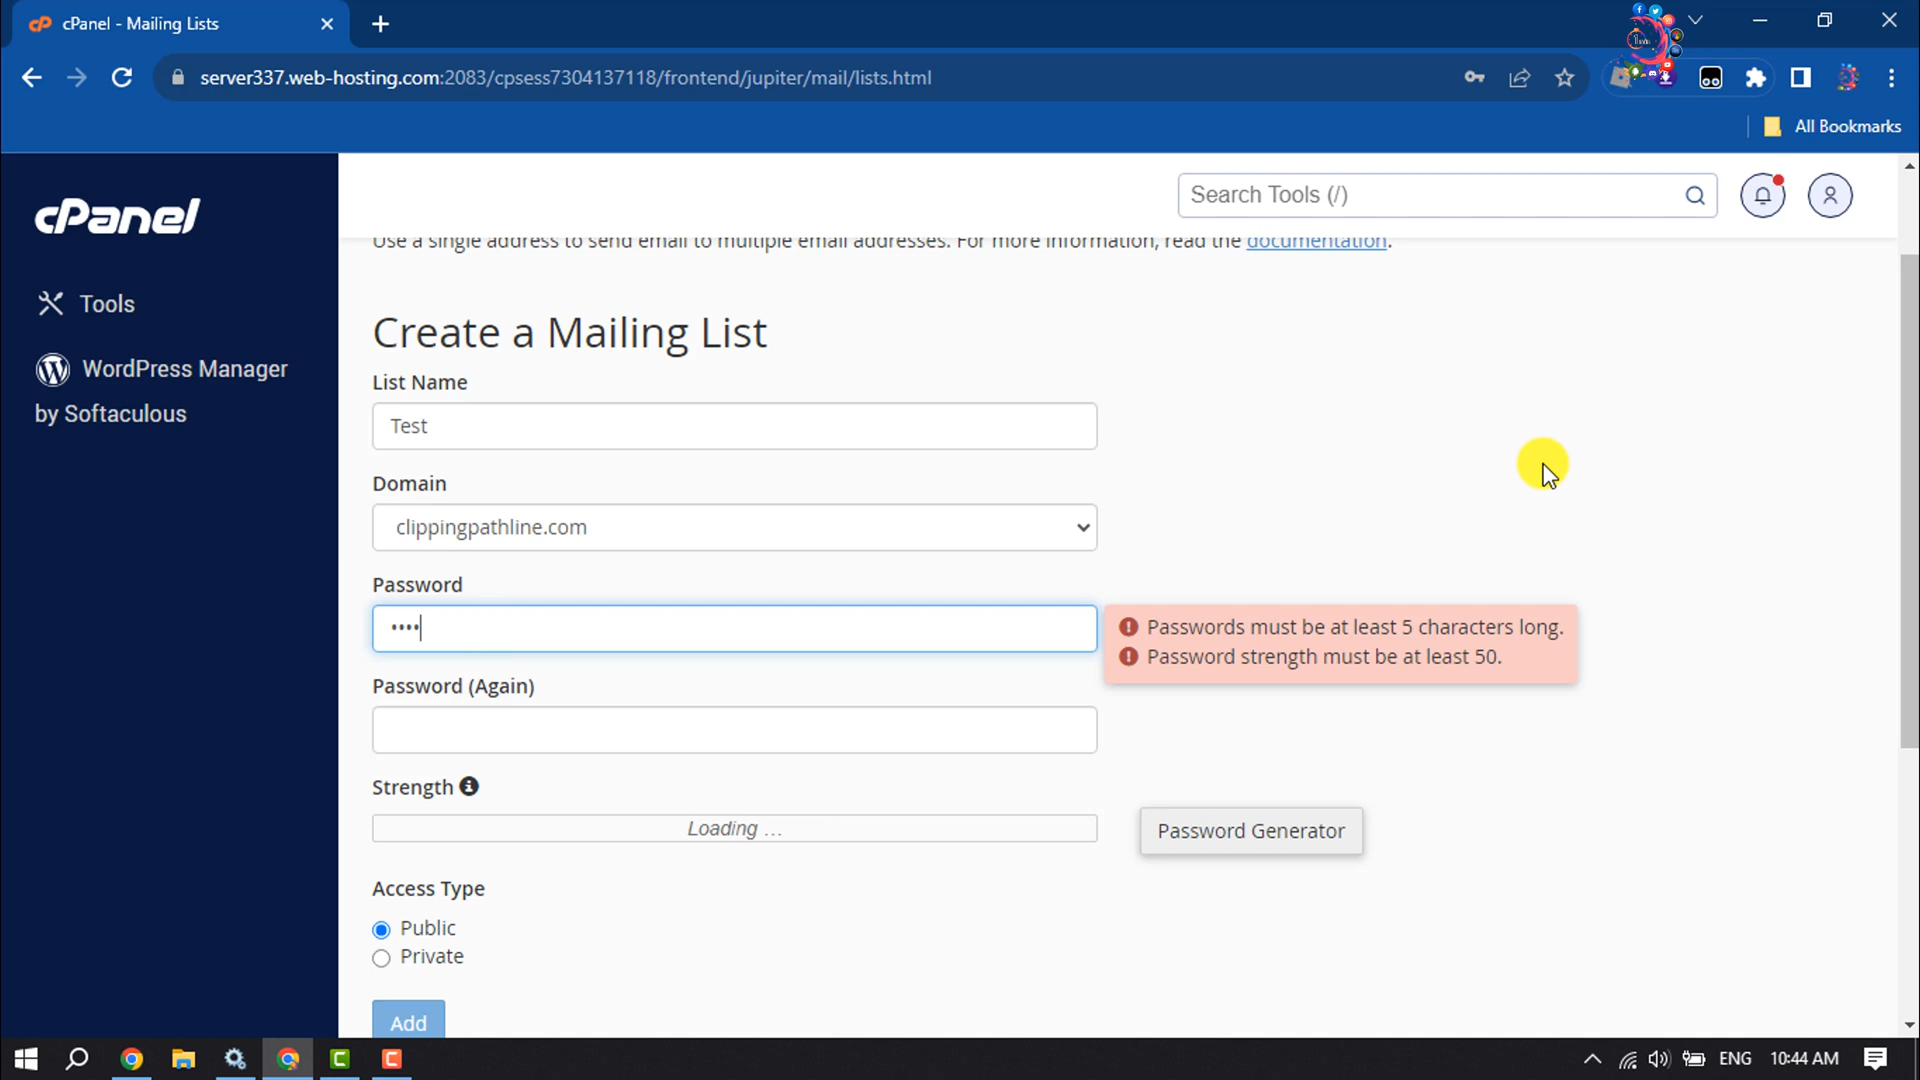 cPanel - Mailing Lists
server337.web-hosting.com:2083/cpsess7304137118/frontend/jupiter/mail/lists.html
All Bookmarks
cPanel
Search Tools (/)
Use a single address to send email to multiple email addresses. For more information, read the documentation.
Tools
WordPress Manager
by Softaculous
Create a Mailing List
List Name
Test
Domain
clippingpathline.com
Password
••••
Passwords must be at least 5 characters long.
Password strength must be at least 50.
Password (Again)
Strength
Loading ...
Password Generator
Access Type
Public
Private
Add
ENG
10:44 AM